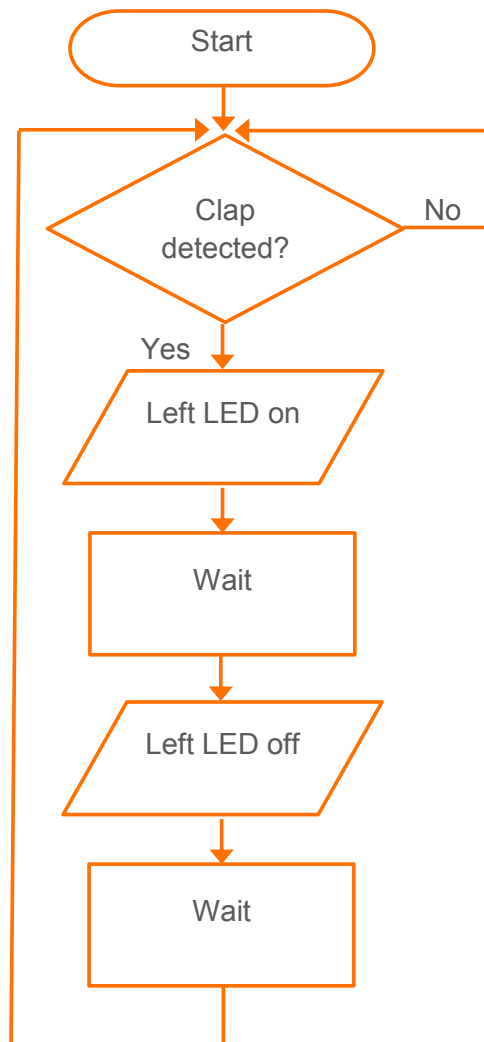 Start
Clap
detected?
No
Yes
Left LED on
Wait
Left LED off
Wait